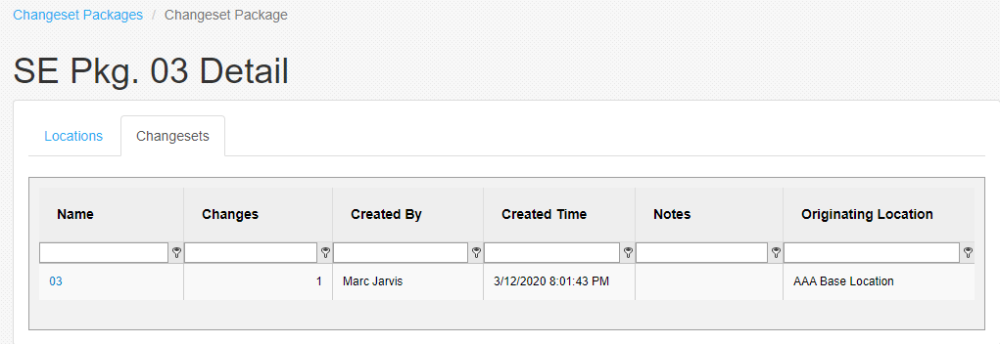 Changeset Packages / Changeset Package
SE Pkg. 03 Detail
Locations Changesets
Name Changes Created By Created Time Notes Originating Location
03 1 Marc Jarvis 3/12/2020 8:01:43 PM AAA Base Location